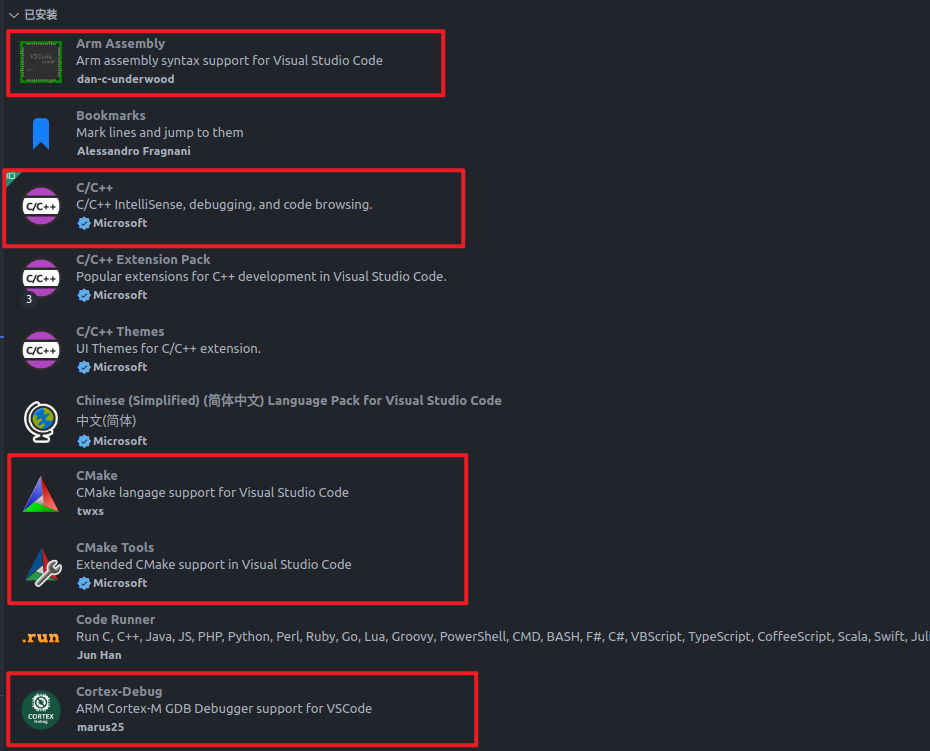 已安装
Arm Assembly
Arm assembly syntax support for Visual Studio Code
dan-c-underwood
Bookmarks
Mark lines and jump to them
Alessandro Fragnani
C/C++
C/C++
C/C++ IntelliSense, debugging, and code browsing.
Microsoft
C/C++
3
C/C++ Extension Pack
Popular extensions for C++ development in Visual Studio Code.
Microsoft
C/C++
C/C++ Themes
UI Themes for C/C++ extension.
Microsoft
Chinese (Simplified) (简体中文) Language Pack for Visual Studio Code
中文(简体)
Microsoft
CMake
CMake langage support for Visual Studio Code
twxs
CMake Tools
Extended CMake support in Visual Studio Code
Microsoft
.run
Code Runner
Run C, C++, Java, JS, PHP, Python, Perl, Ruby, Go, Lua, Groovy, PowerShell, CMD, BASH, F#, C#, VBScript, TypeScript, CoffeeScript, Scala, Swift, Juli
Jun Han
CORTEX
Debug
Cortex-Debug
ARM Cortex-M GDB Debugger support for VSCode
marus25